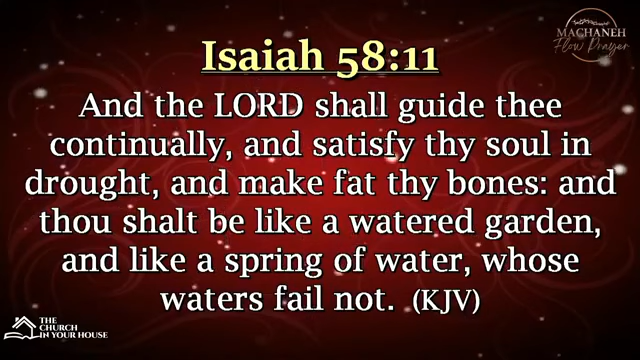 MACHANEH
Flow Prayer
Isaiah 58:11
And the LORD shall guide thee
continually, and satisfy thy soul in
drought, and make fat thy bones: and
thou shalt be like a watered garden,
and like a spring of water, whose
waters fail not. (KJV)
THE
CHURCH
IN YOUR HOUSE